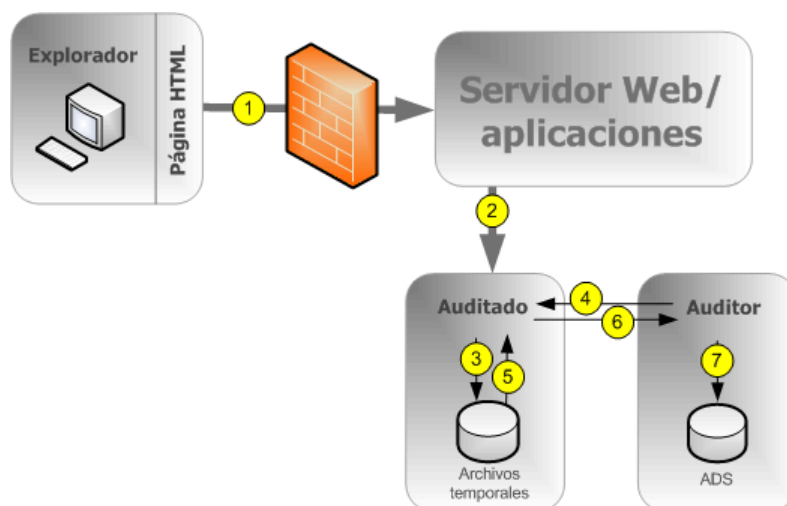 Explorador
Página HTML
1
Servidor Web/
aplicaciones
2
Auditado
Auditor
4
6
3
5
7
Archivos
temporales
ADS